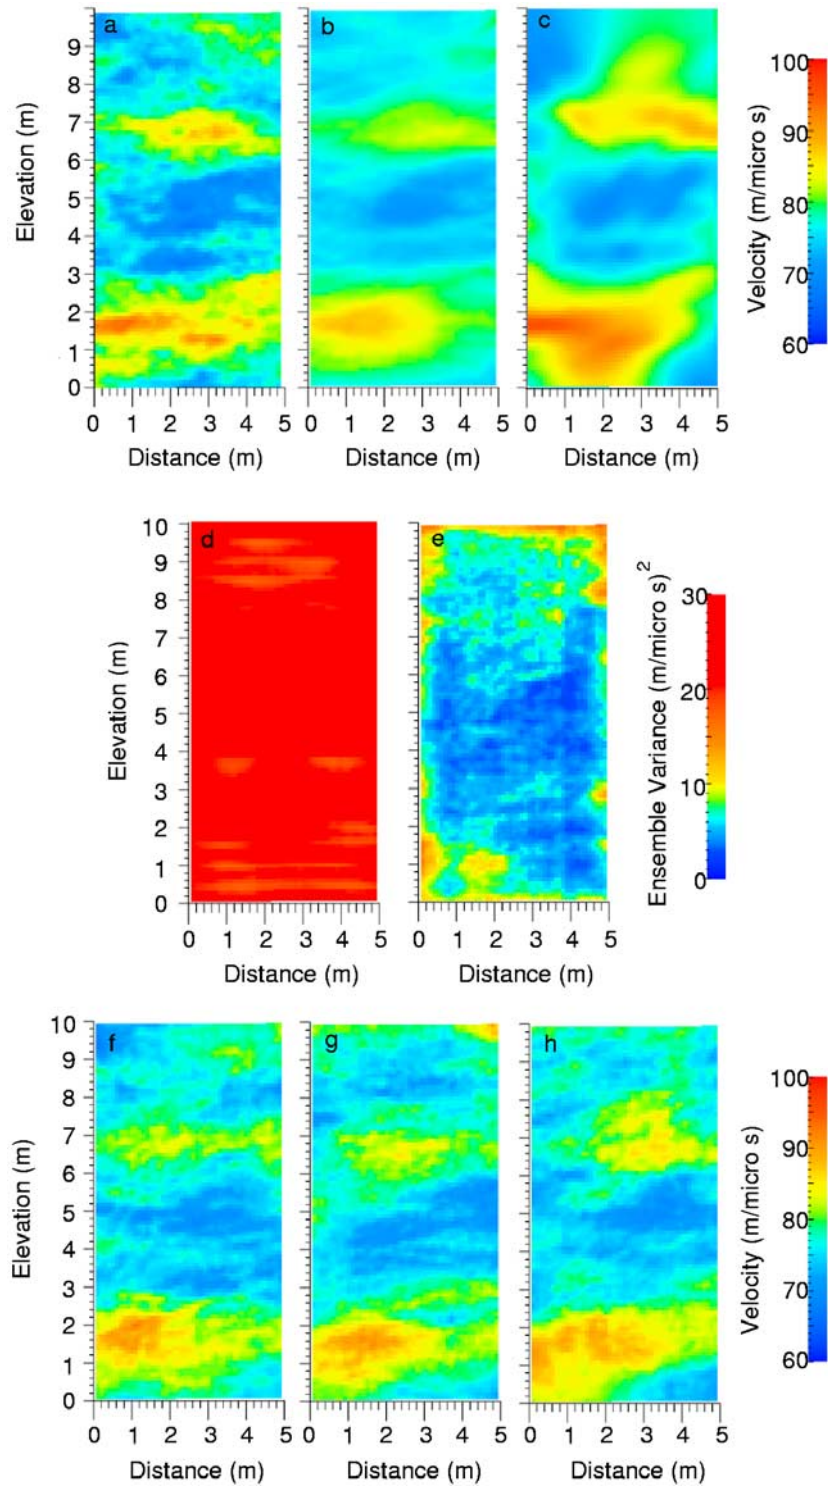 a
b
c
9
8
7
6
5
4
3
2
1
0
Elevation (m)
0 1 2 3 4 5
0 1 2 3 4 5
0 1 2 3 4 5
Distance (m)
Distance (m)
Distance (m)
100
90
80
70
60
Velocity (m/micro s)
d
e
10
9
8
7
6
5
4
3
2
1
0
Elevation (m)
0 1 2 3 4 5
0 1 2 3 4 5
Distance (m)
Distance (m)
30
20
10
0
Ensemble Variance (m/micro s)2
f
g
h
10
9
8
7
6
5
4
3
2
1
0
Elevation (m)
0 1 2 3 4 5
0 1 2 3 4 5
0 1 2 3 4 5
Distance (m)
Distance (m)
Distance (m)
100
90
80
70
60
Velocity (m/micro s)